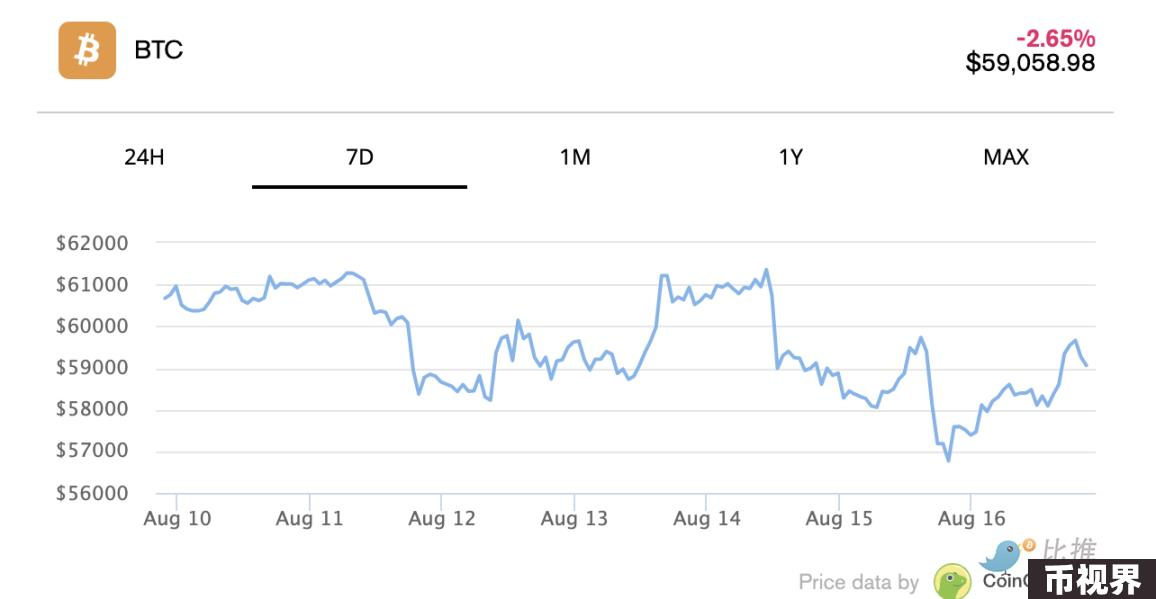 BTC
-2.65%
$59,058.98
24H 7D 1M 1Y MAX
$62000
$61000
$60000
$59000
$58000
$57000
$56000
Aug 10 Aug 11 Aug 12 Aug 13 Aug 14 Aug 15 Aug 16
比推
Price data by
币视界